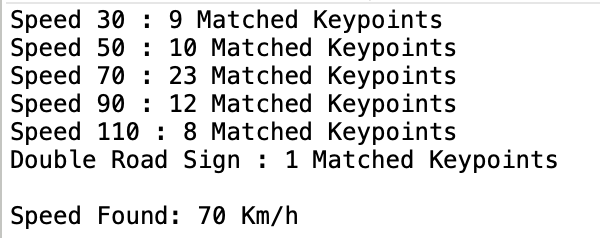 Speed 30 : 9 Matched Keypoints
Speed 50 : 10 Matched Keypoints
Speed 70 : 23 Matched Keypoints
Speed 90 : 12 Matched Keypoints
Speed 110 : 8 Matched Keypoints
Double Road Sign : 1 Matched Keypoints
Speed Found: 70 Km/h